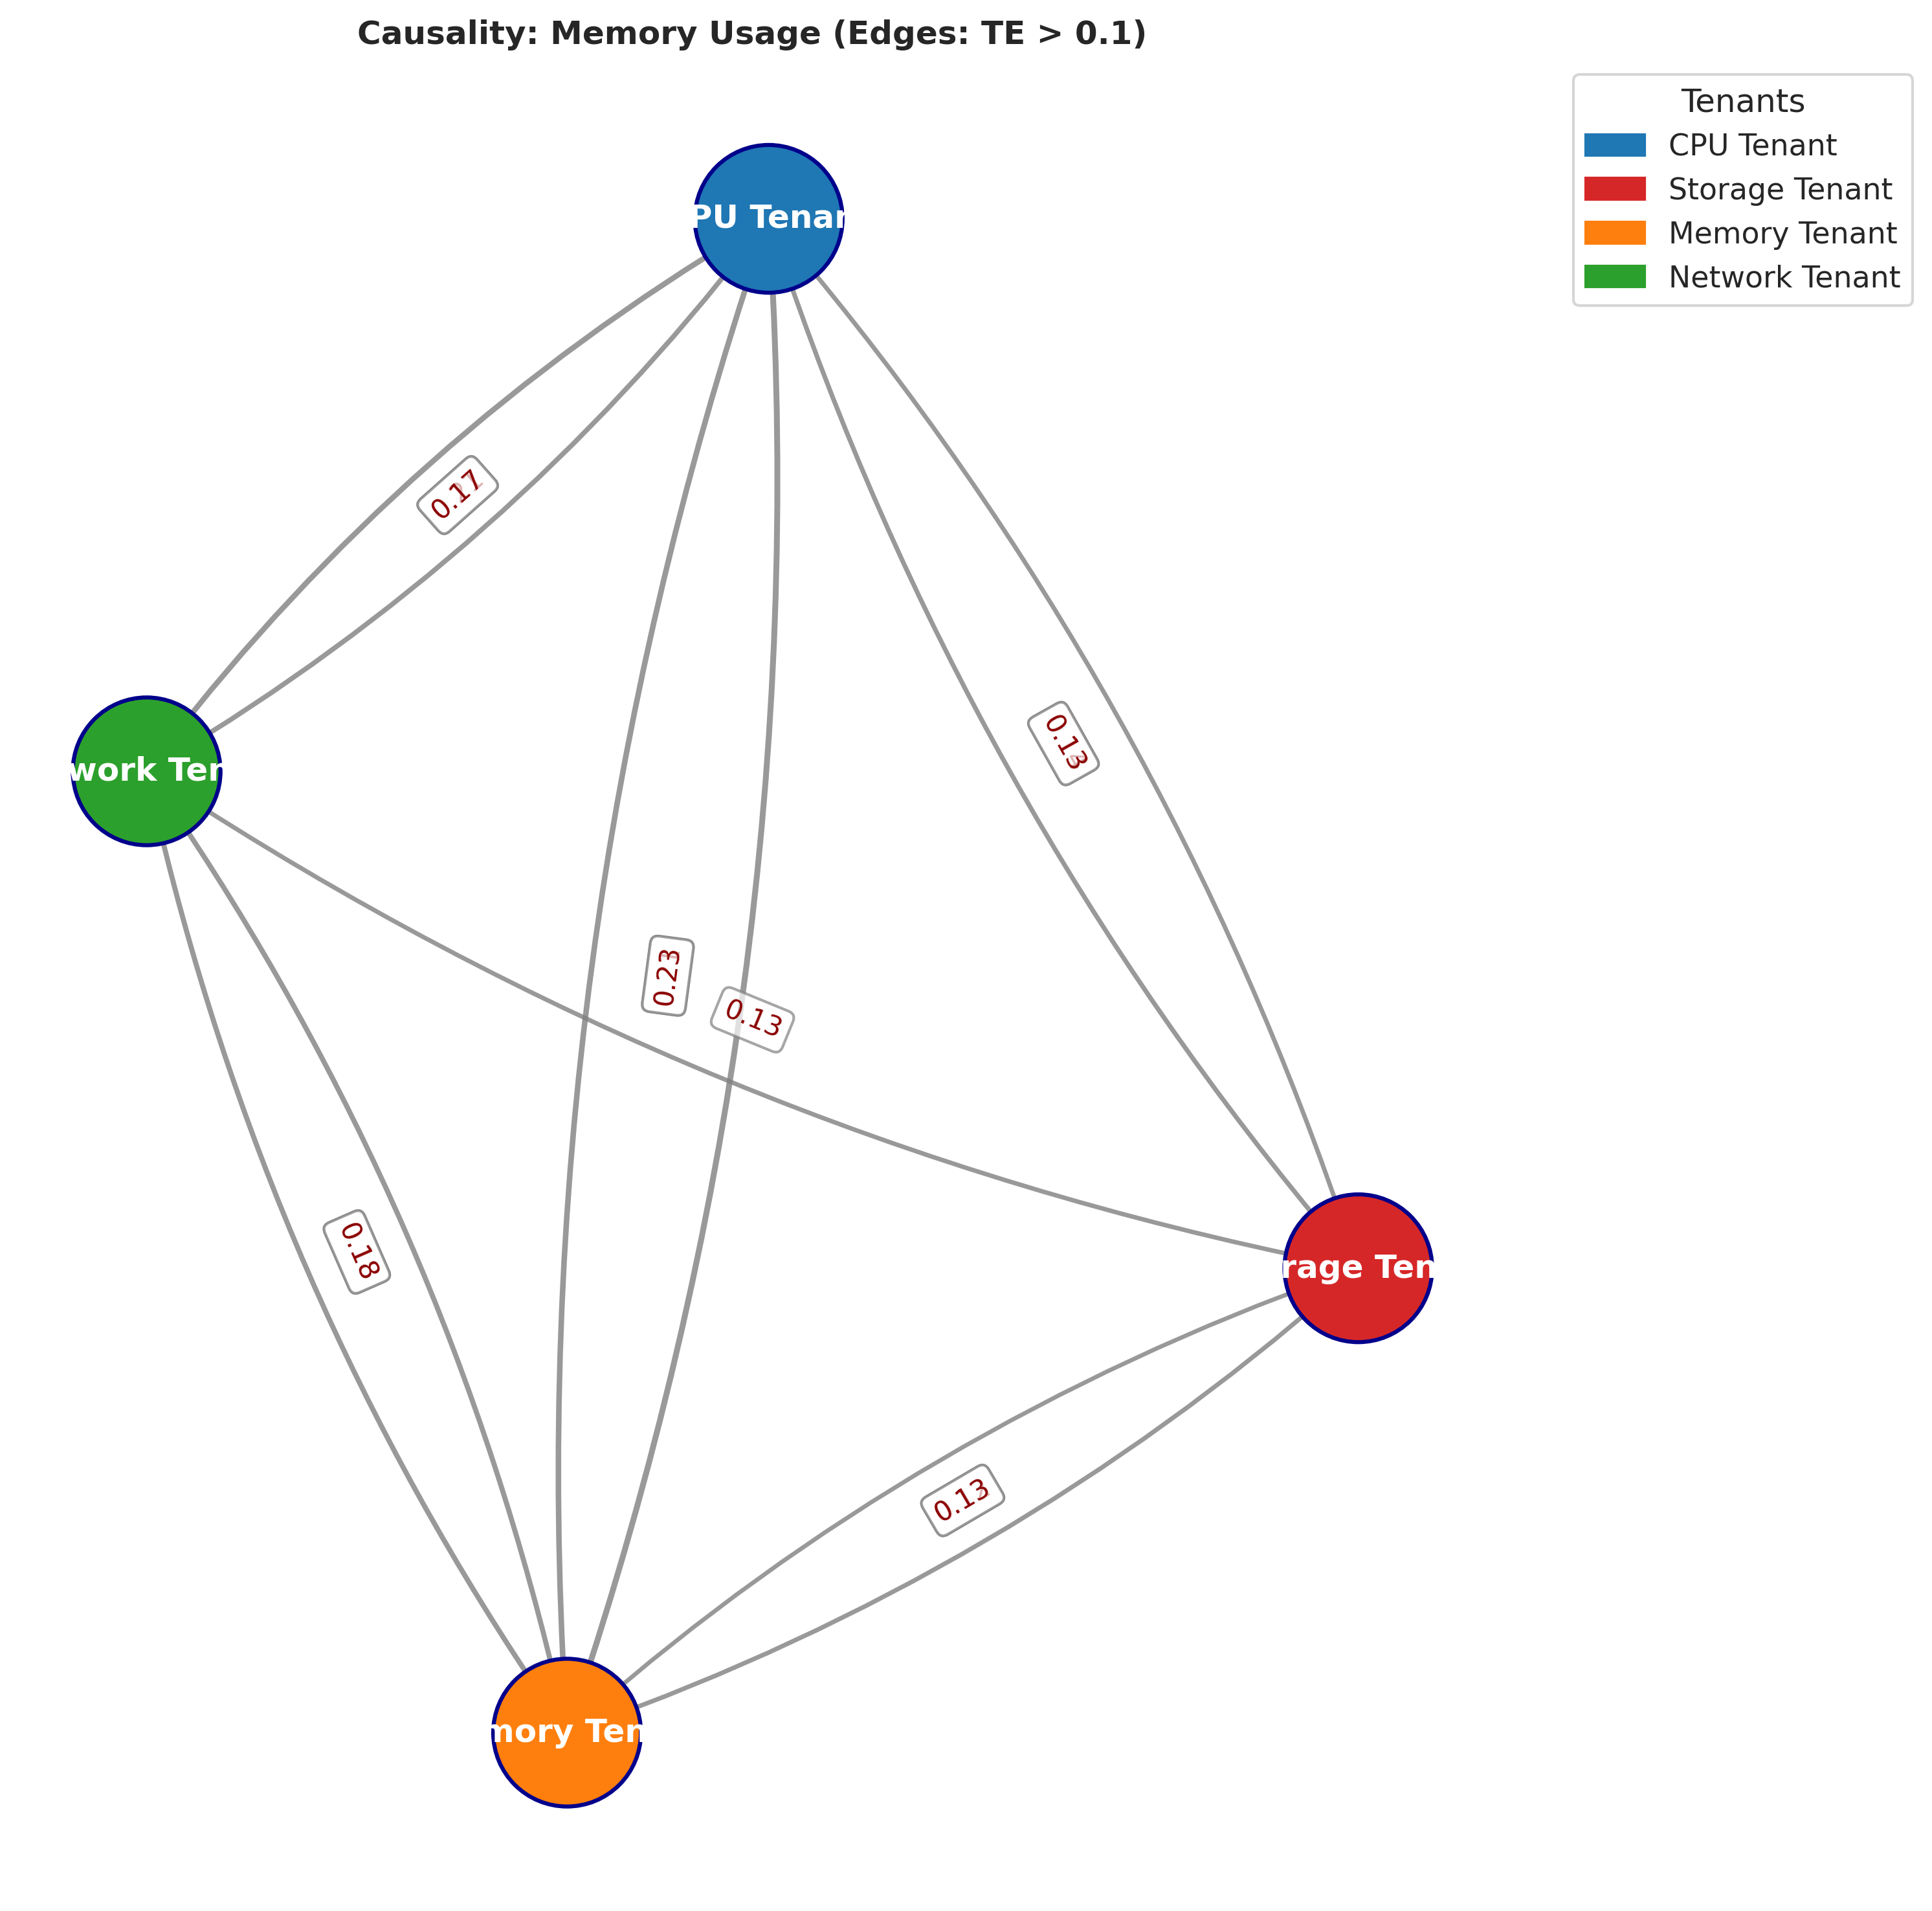 Causality: Memory Usage (Edges: TE > 0.1)
Tenants
CPU Tenant
Storage Tenant
Memory Tenant
Network Tenant
PU Tenan
0.17
work Ten
0.13
0.23
0.13
0.18
rage Ten
0.13
mory Ten